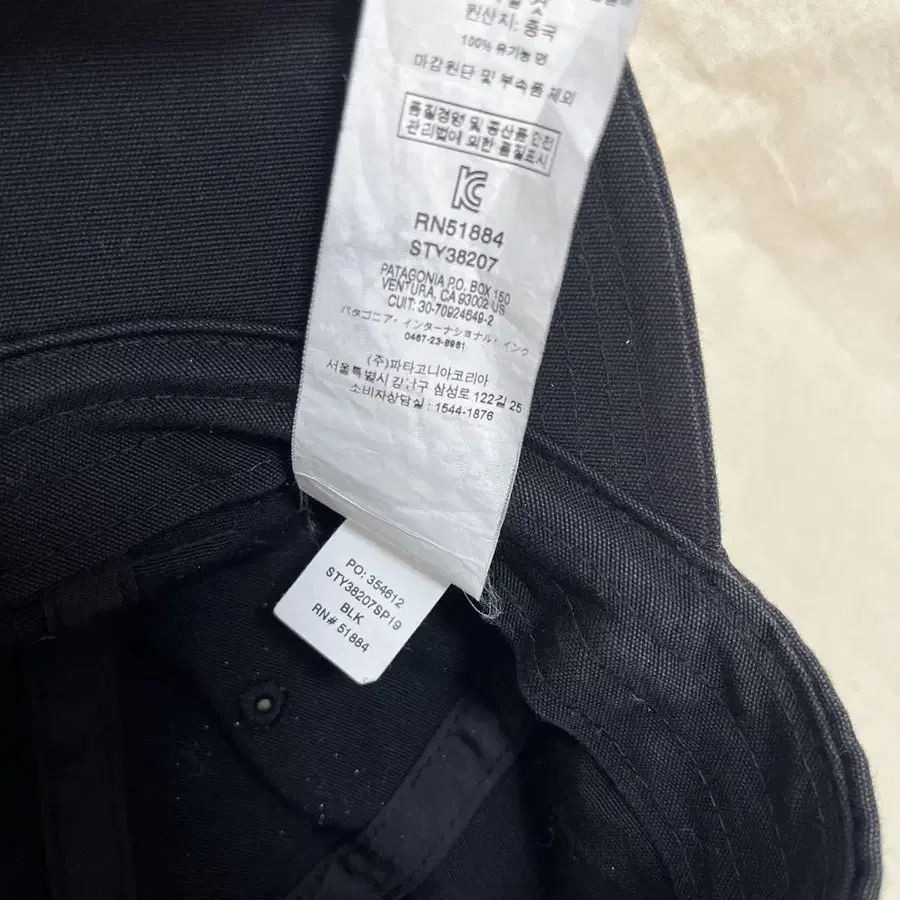 원산지: 중국
100% 유기농 면
마감원단 및 부속품 제외
품질경영 및 공산품 안전
관리법에 의한 품질표시
RN51884
STY38207
PATAGONIA P.O. BOX 150
VENTURA, CA 93002 US
CUIT: 30-70924649-2
パタゴニア・インターナショナル・インク
0467-23-8961
(주)파타고니아코리아
서울특별시 강남구 삼성로 122길 25
소비자상담실 : 1544-1876
PO: 354612
STY38207SP19
BLK
RN# 51884